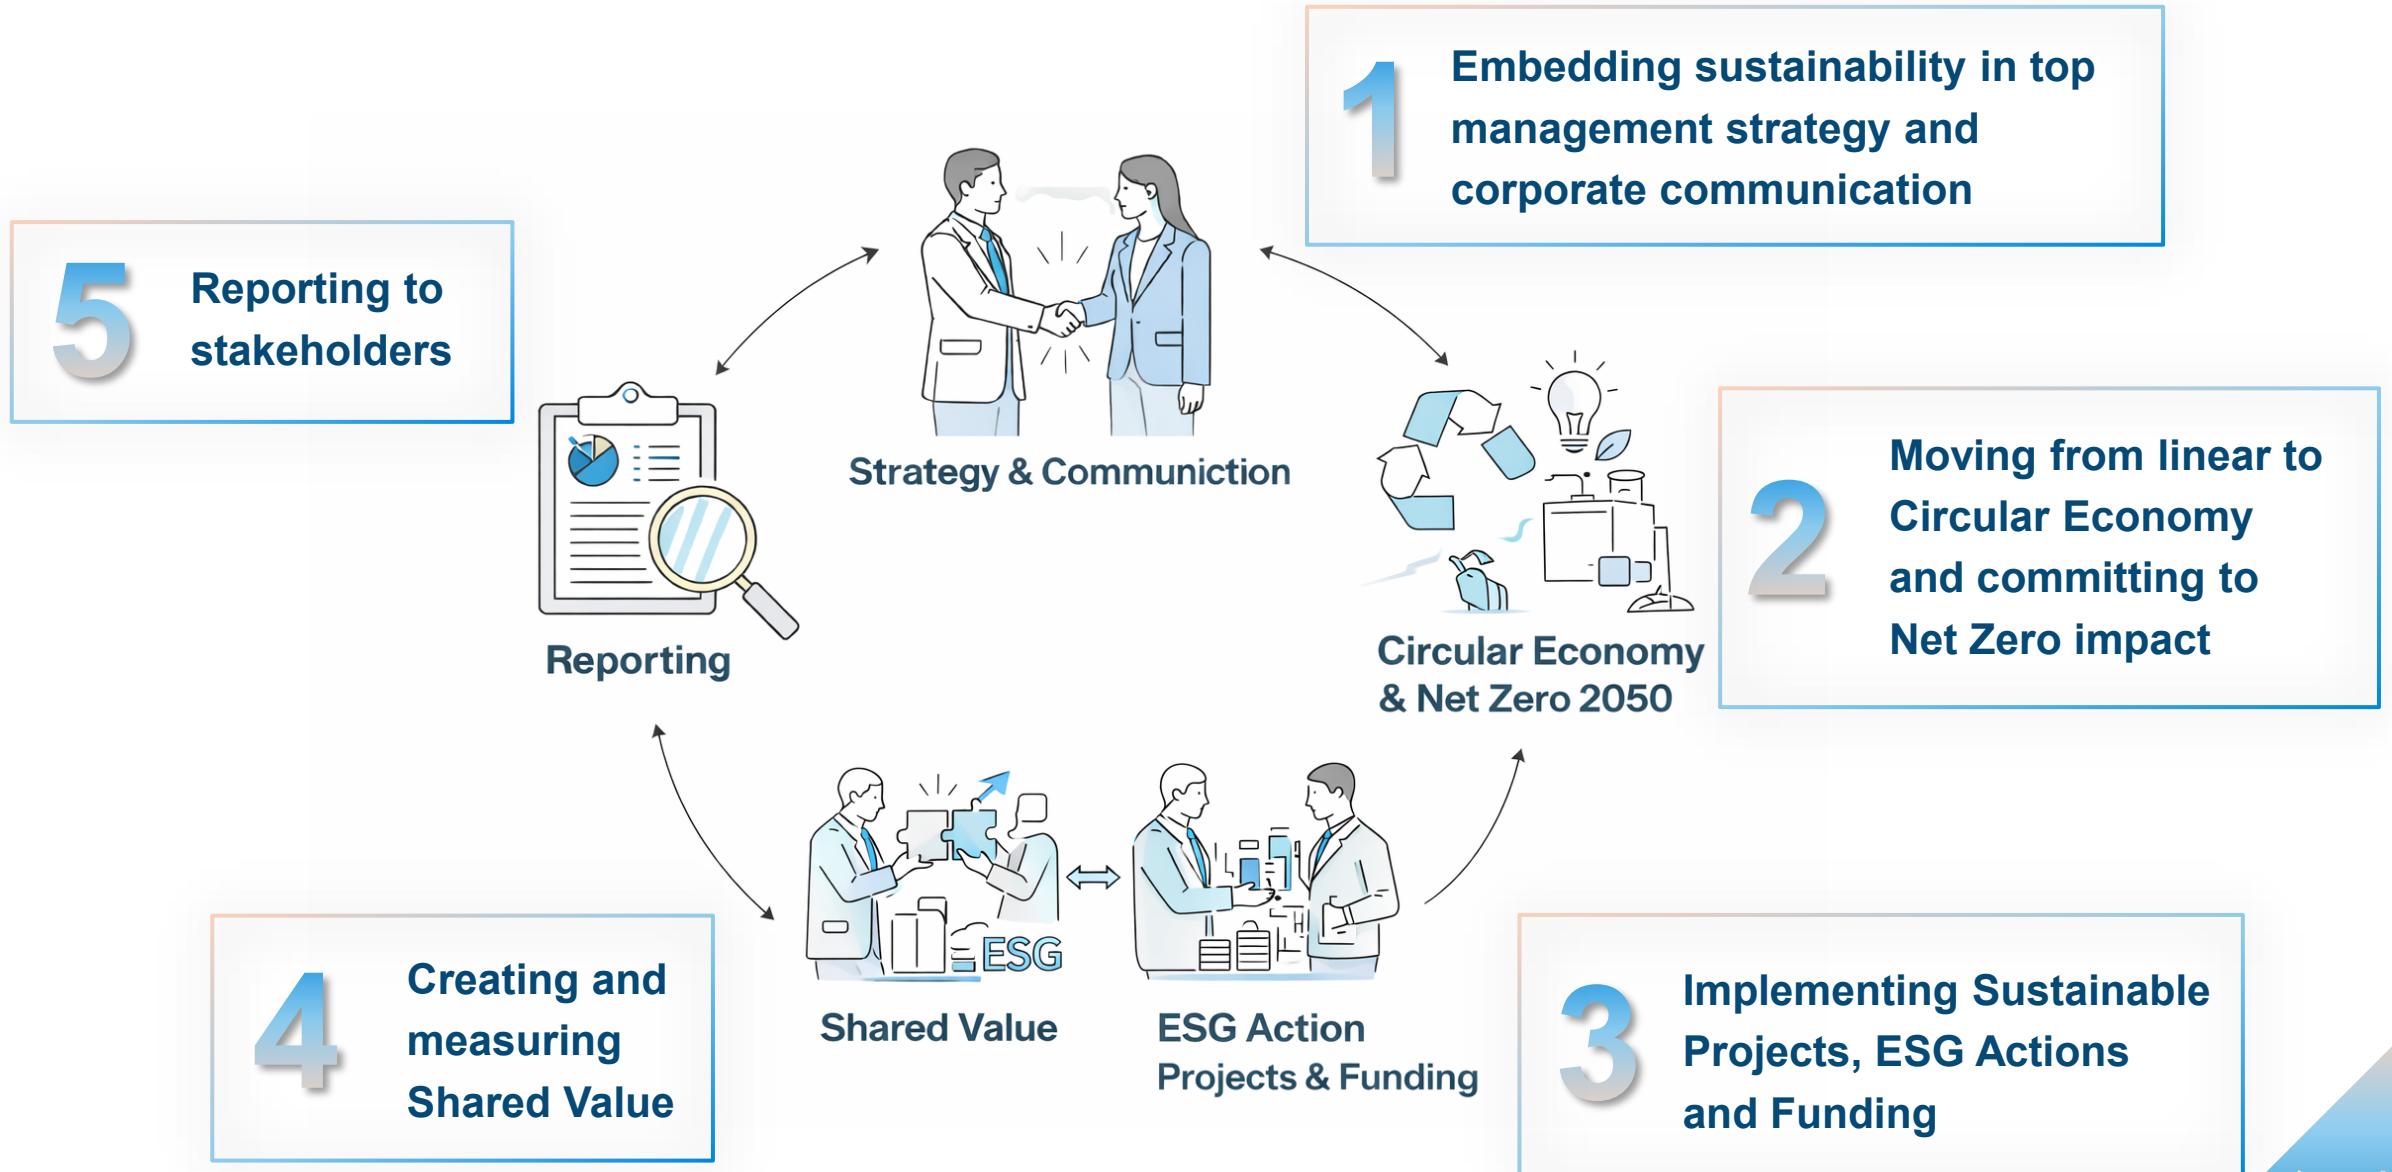 1
Embedding sustainability in top
management strategy and
corporate communication
5
Reporting to
stakeholders
Strategy & Communiction
2
Moving from linear to
Circular Economy
and committing to
Net Zero impact
Reporting
Circular Economy
& Net Zero 2050
ESG
4
Creating and
measuring
Shared Value
Shared Value
ESG Action
Projects & Funding
3
Implementing Sustainable
Projects, ESG Actions
and Funding